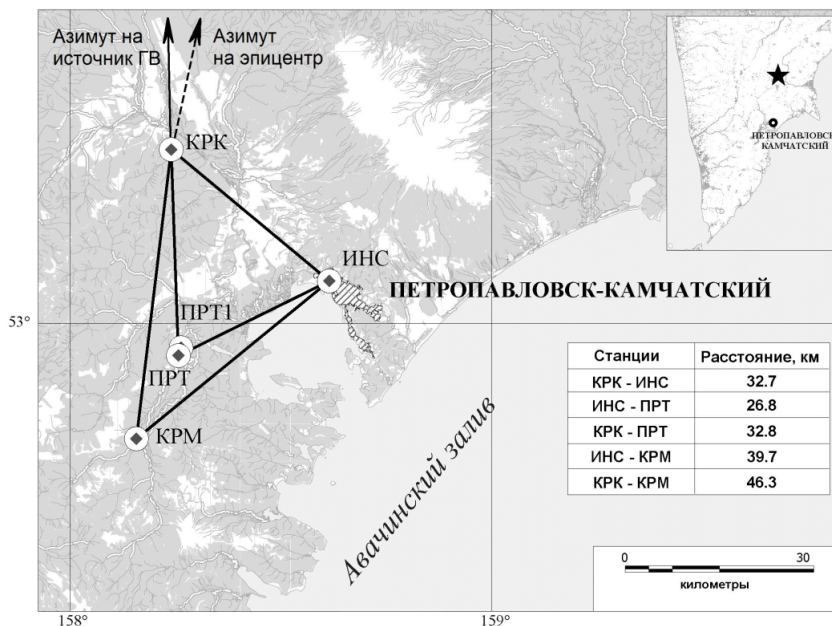 Азимут на
источник ГВ
Азимут
на эпицентр
КРК
ПЕТРОПАВЛОВСК
КАМЧАТСКИЙ
ИНС
ПЕТРОПАВЛОВСК-КАМЧАТСКИЙ
53°
ПРТ1
ПРТ
КРМ
Авачинский залив
Станции Расстояние, км
КРК - ИНС 32.7
ИНС - ПРТ 26.8
КРК - ПРТ 32.8
ИНС - КРМ 39.7
КРК - КРМ 46.3
0 30
километры
158° 159°